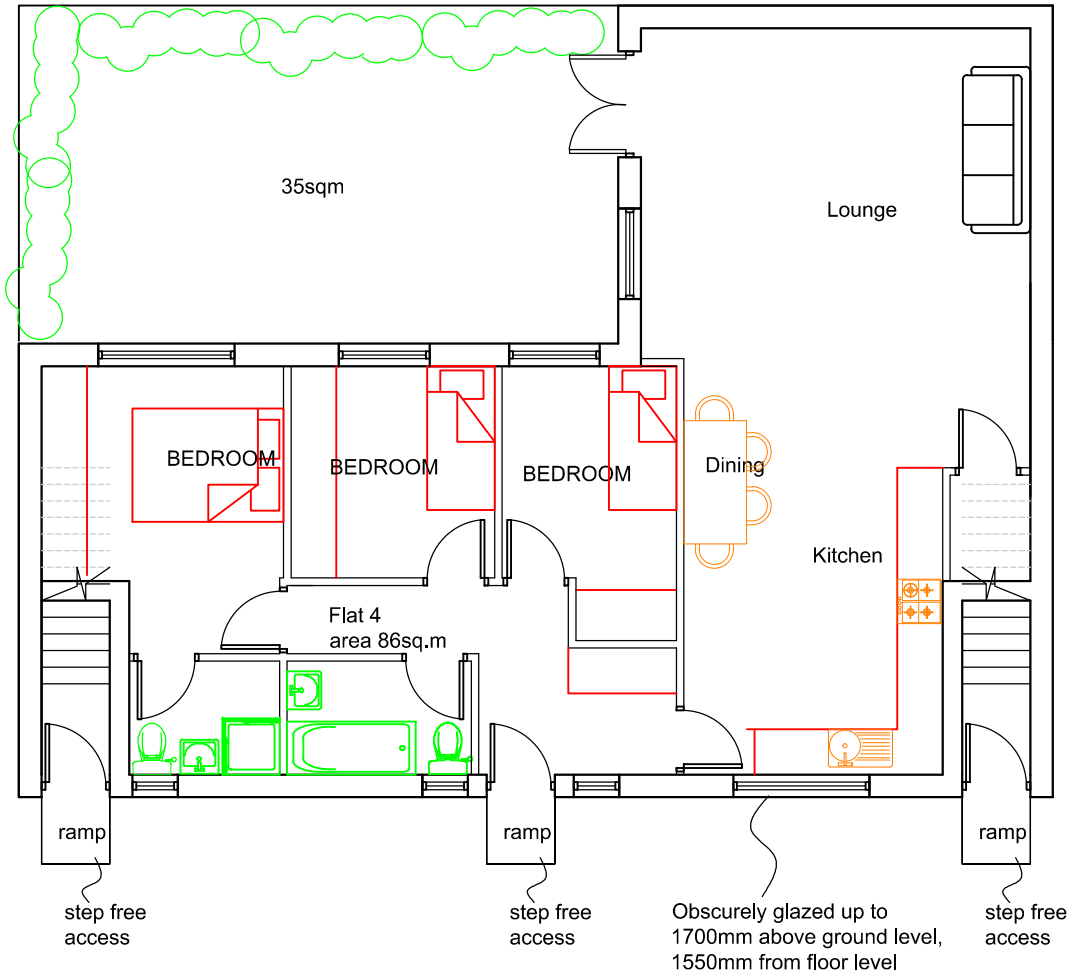 35sqm
Lounge
BEDROOM
BEDROOM
BEDROOM
Dining
Kitchen
Flat 4
area 86sq.m
ramp
ramp
ramp
step free
access
step free
access
Obscurely glazed up to
1700mm above ground level,
1550mm from floor level
step free
access